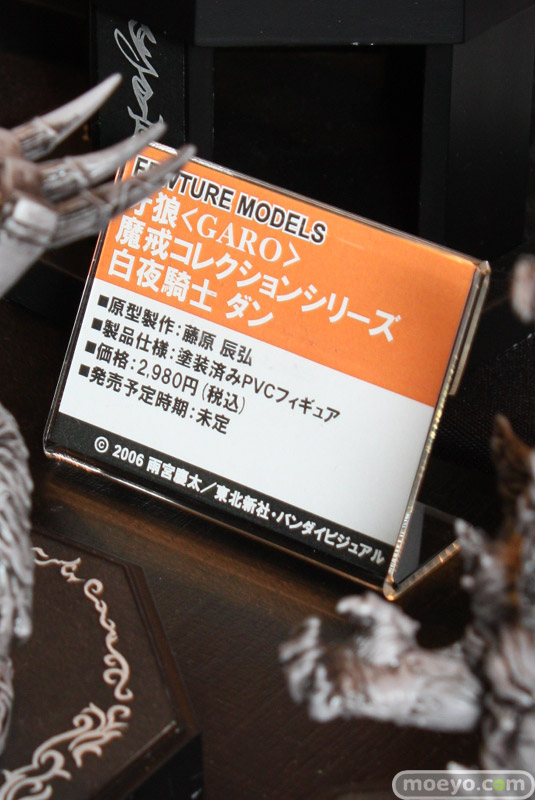 MODELS
狼<GARO>
魔戒コレクションシリーズ
白夜騎士 ダン
■原型製作:藤原 辰弘
■製品仕様:塗装済みPVCフィギュア
■価格:2,980円(税込)
■発売予定時期:未定
© 2006 雨宮慶太/東北新社・バンダイビジュアル
moeyo.com